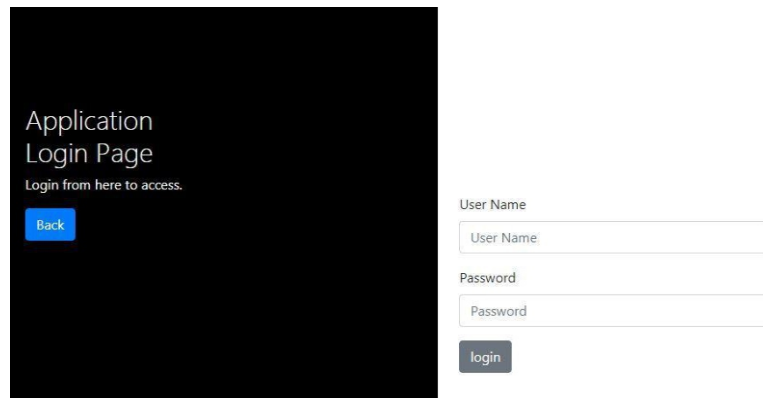 Application
Login Page
Login from here to access.
Back
User Name
User Name
Password
Password
login